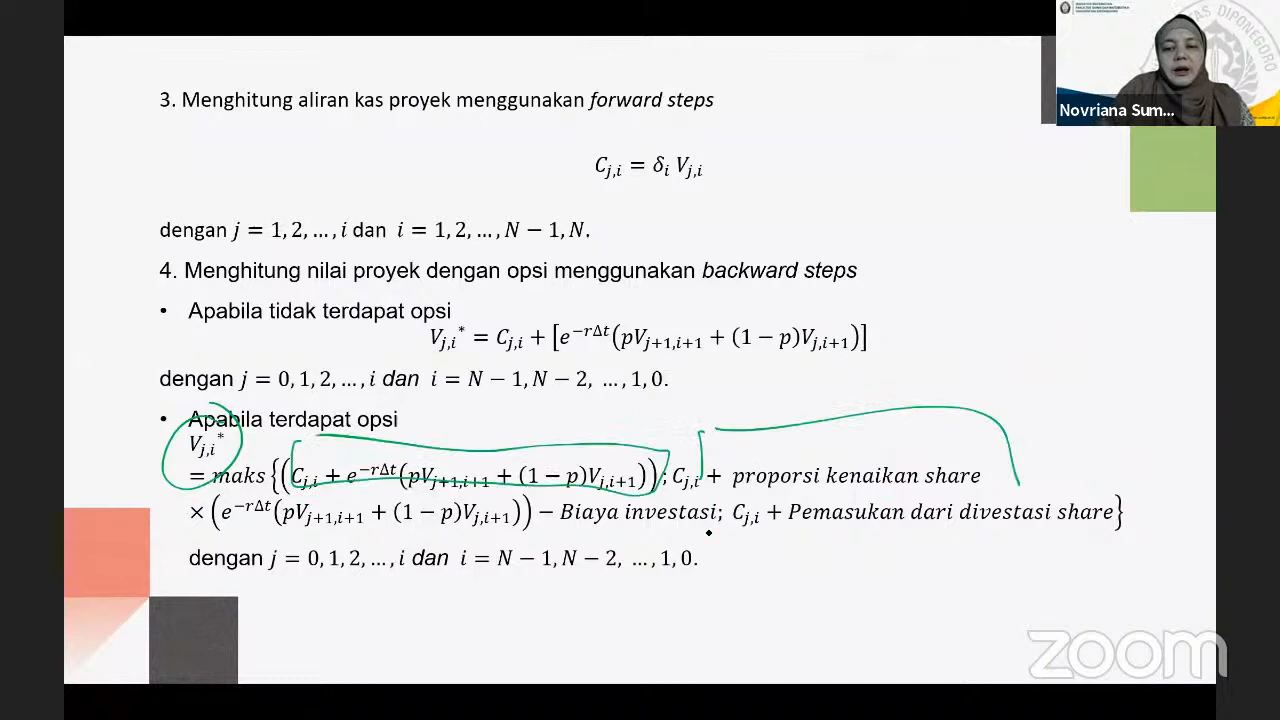 3. Menghitung aliran kas proyek menggunakan forward steps
C_{j,i} = δ_i V_{j,i}
dengan j = 1, 2, …, i dan i = 1, 2, …, N − 1, N.
4. Menghitung nilai proyek dengan opsi menggunakan backward steps
• Apabila tidak terdapat opsi
V_{j,i}^* = C_{j,i} + [e^{−rΔt}(pV_{j+1,i+1} + (1 − p)V_{j,i+1})]
dengan j = 0, 1, 2, …, i dan i = N − 1, N − 2, …, 1, 0.
• Apabila terdapat opsi
V_{j,i}^*
= maks {(C_{j,i} + e^{−rΔt}(pV_{j+1,i+1} + (1 − p)V_{j,i+1})); C_{j,i} + proporsi kenaikan share
× (e^{−rΔt}(pV_{j+1,i+1} + (1 − p)V_{j,i+1})) − Biaya investasi; C_{j,i} + Pemasukan dari divestasi share}
dengan j = 0, 1, 2, …, i dan i = N − 1, N − 2, …, 1, 0.
Novriana Sum...
DIPONEGORO
zoom